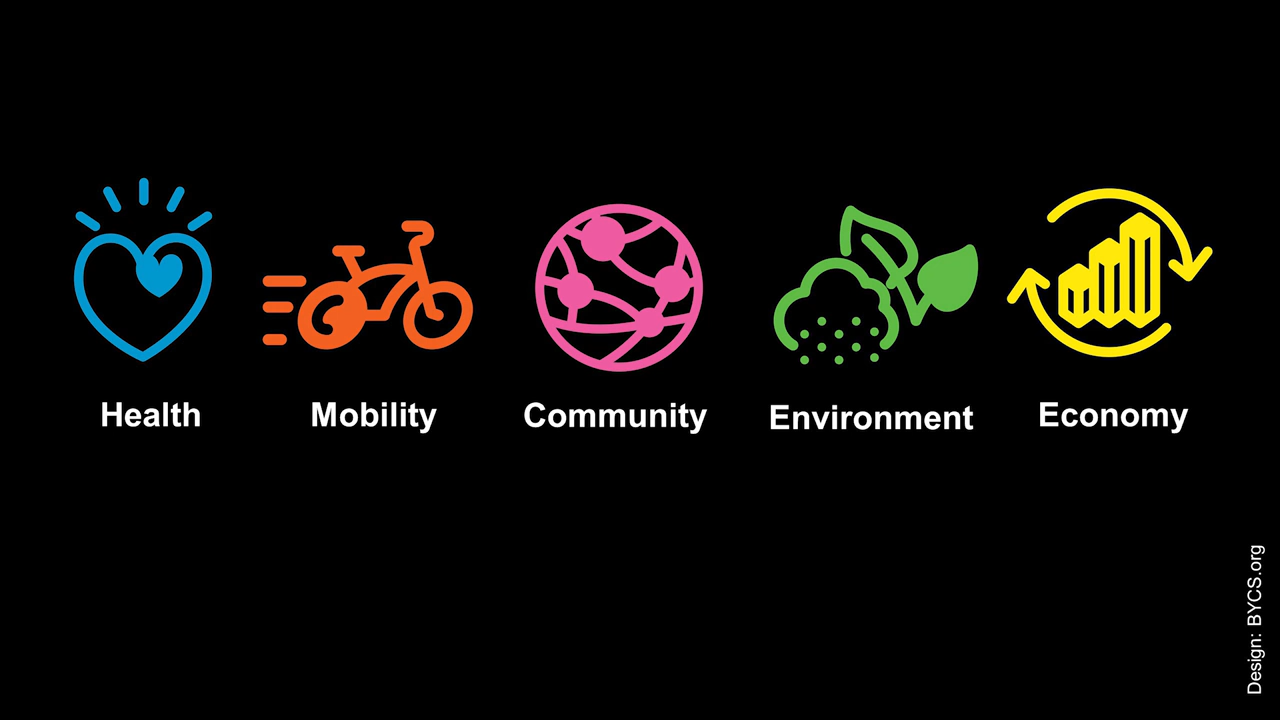 Health
Mobility
Community
Environment
Economy
Design: BYCS.org